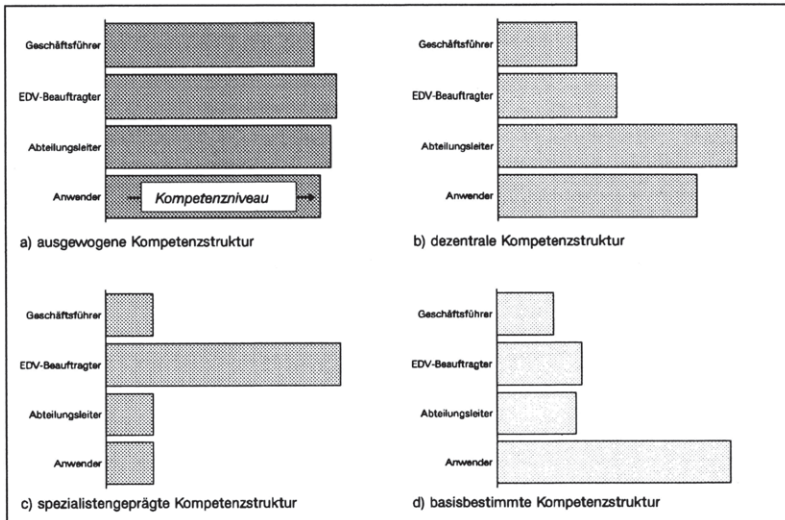 Geschäftsführer
EDV-Beauftragter
Abteilungsleiter
Anwender
Kompetenzniveau
a) ausgewogene Kompetenzstruktur
Geschäftsführer
EDV-Beauftragter
Abteilungsleiter
Anwender
b) dezentrale Kompetenzstruktur
Geschäftsführer
EDV-Beauftragter
Abteilungsleiter
Anwender
c) spezialistengeprägte Kompetenzstruktur
Geschäftsführer
EDV-Beauftragter
Abteilungsleiter
Anwender
d) basisbestimmte Kompetenzstruktur